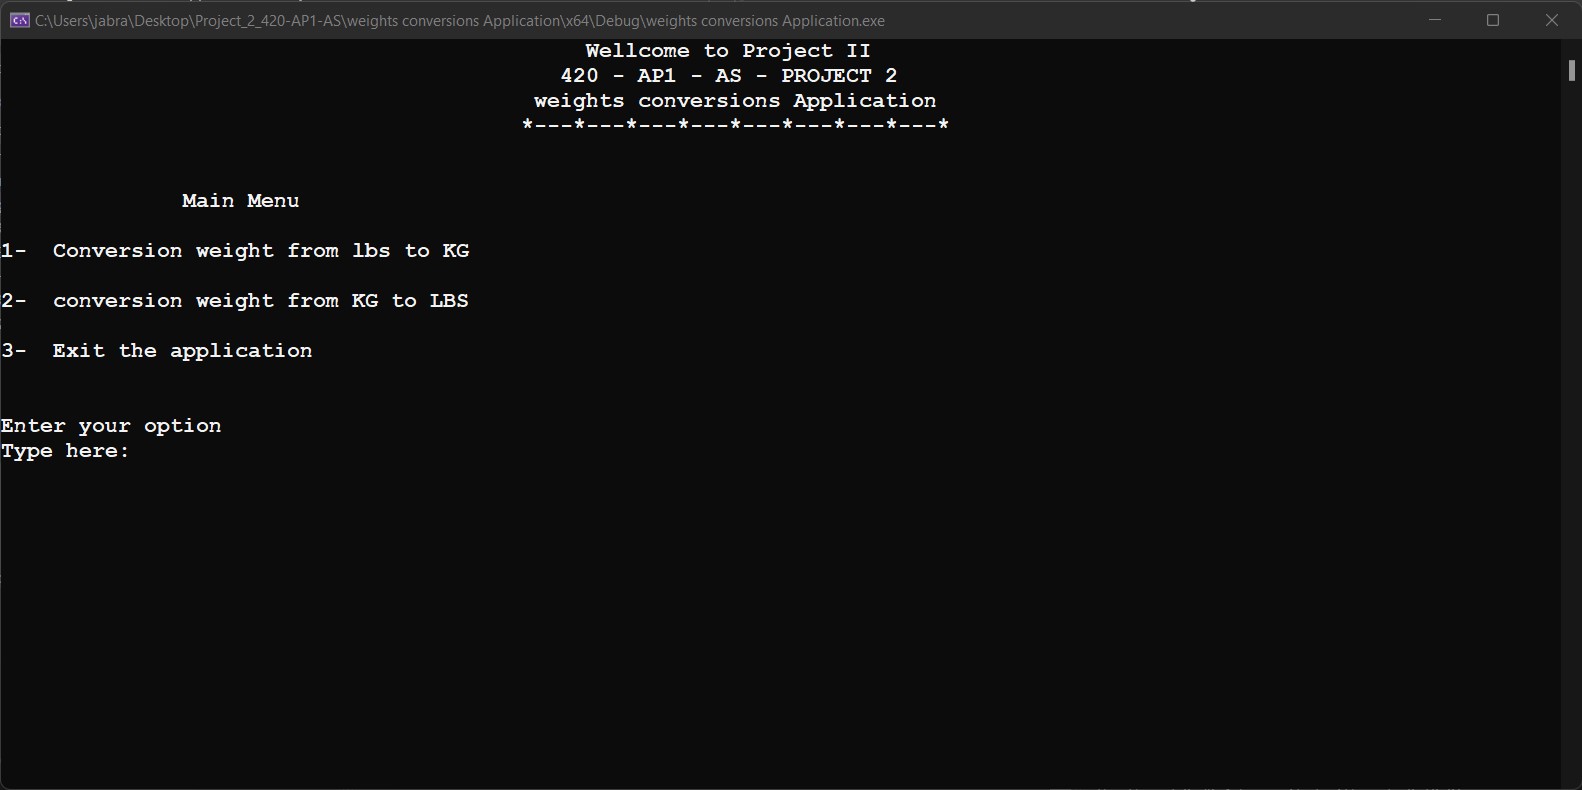 C:\Users\jabra\Desktop\Project_2_420-AP1-AS\weights conversions Application\x64\Debug\weights conversions Application.exe
Wellcome to Project II
420 - AP1 - AS - PROJECT 2
weights conversions Application
*---*---*---*---*---*---*---*---*
Main Menu
1-  Conversion weight from lbs to KG
2-  conversion weight from KG to LBS
3-  Exit the application
Enter your option
Type here: